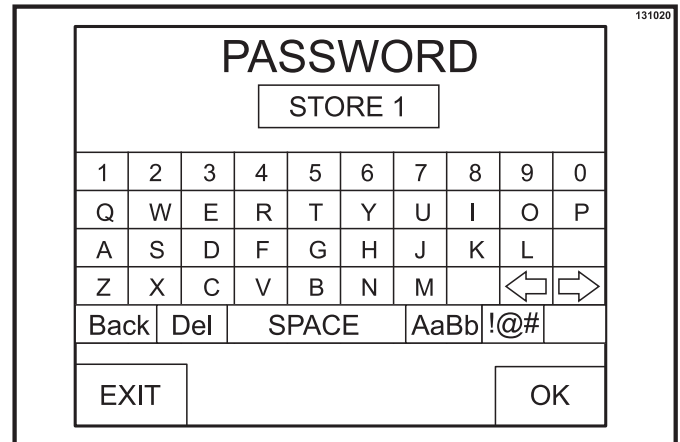 131020
PASSWORD
STORE 1
1 2 3 4 5 6 7 8 9 0
Q W E R T Y U I O P
A S D F G H J K L
Z X C V B N M
Back Del SPACE AaBb !@#
EXIT OK